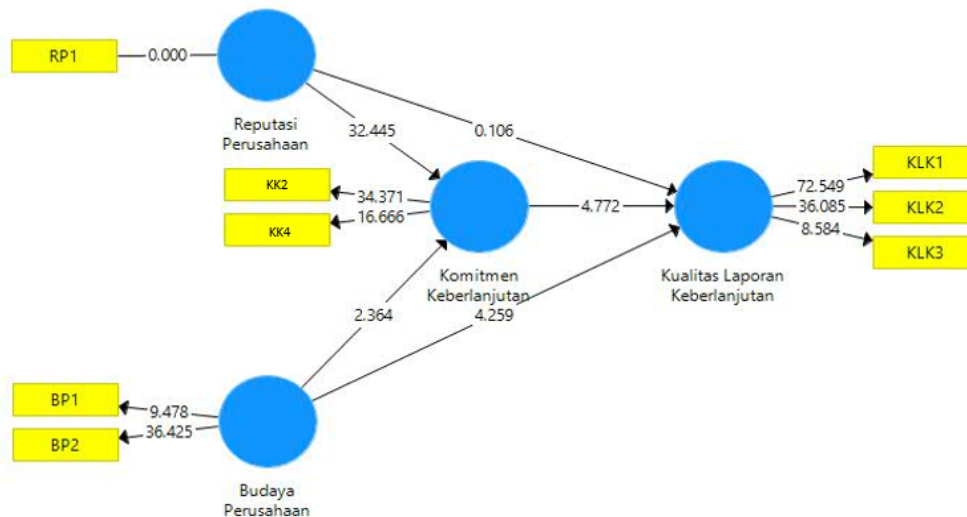 RP1
0.000
Reputasi
Perusahaan
32.445
0.106
KK2
KK4
34.371
16.666
Komitmen
Keberlanjutan
4.772
Kualitas Laporan
Keberlanjutan
72.549
36.085
8.584
KLK1
KLK2
KLK3
2.364
4.259
BP1
BP2
9.478
36.425
Budaya
Perusahaan